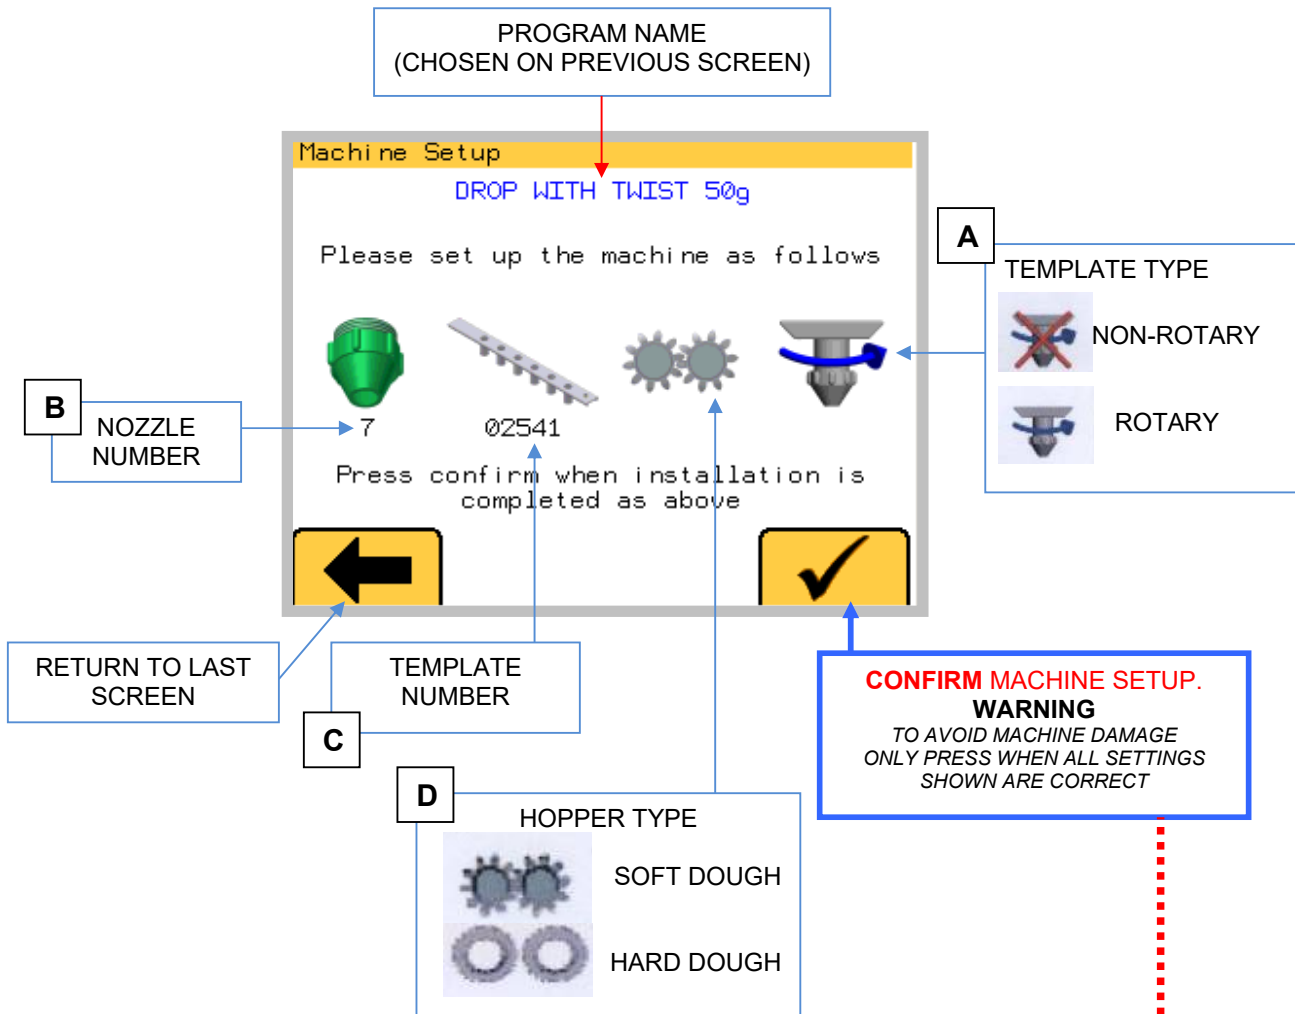 PROGRAM NAME
(CHOSEN ON PREVIOUS SCREEN)
Machine Setup
DROP WITH TWIST 50g
Please set up the machine as follows
7
02541
Press confirm when installation is
completed as above
A
TEMPLATE TYPE
NON-ROTARY
ROTARY
B
NOZZLE
NUMBER
RETURN TO LAST
SCREEN
TEMPLATE
NUMBER
C
CONFIRM MACHINE SETUP.
WARNING
TO AVOID MACHINE DAMAGE
ONLY PRESS WHEN ALL SETTINGS
SHOWN ARE CORRECT
D
HOPPER TYPE
SOFT DOUGH
HARD DOUGH